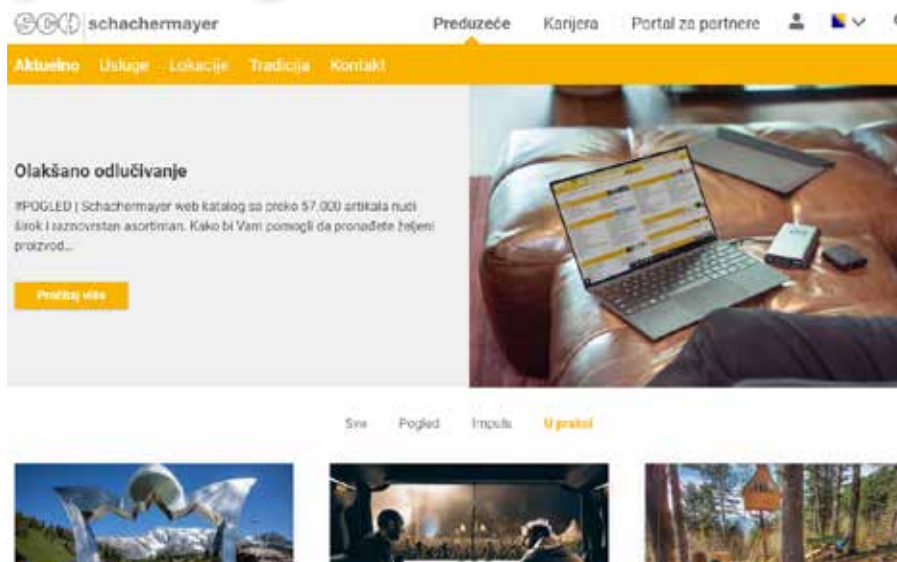 SCH schachermayer
Preduzeće Karijera Portal za partnere
Aktuelno Usluge Lokacije Tradicija Kontakt
Olakšano odlučivanje
#POGLED | Schachermayer web katalog sa preko 57.000 artikala nudi
širok i raznovrstan asortiman. Kako bi Vam pomogli da pronađete željeni
proizvod...
Pročitaj više
Sve Pogled Impuls U praksi